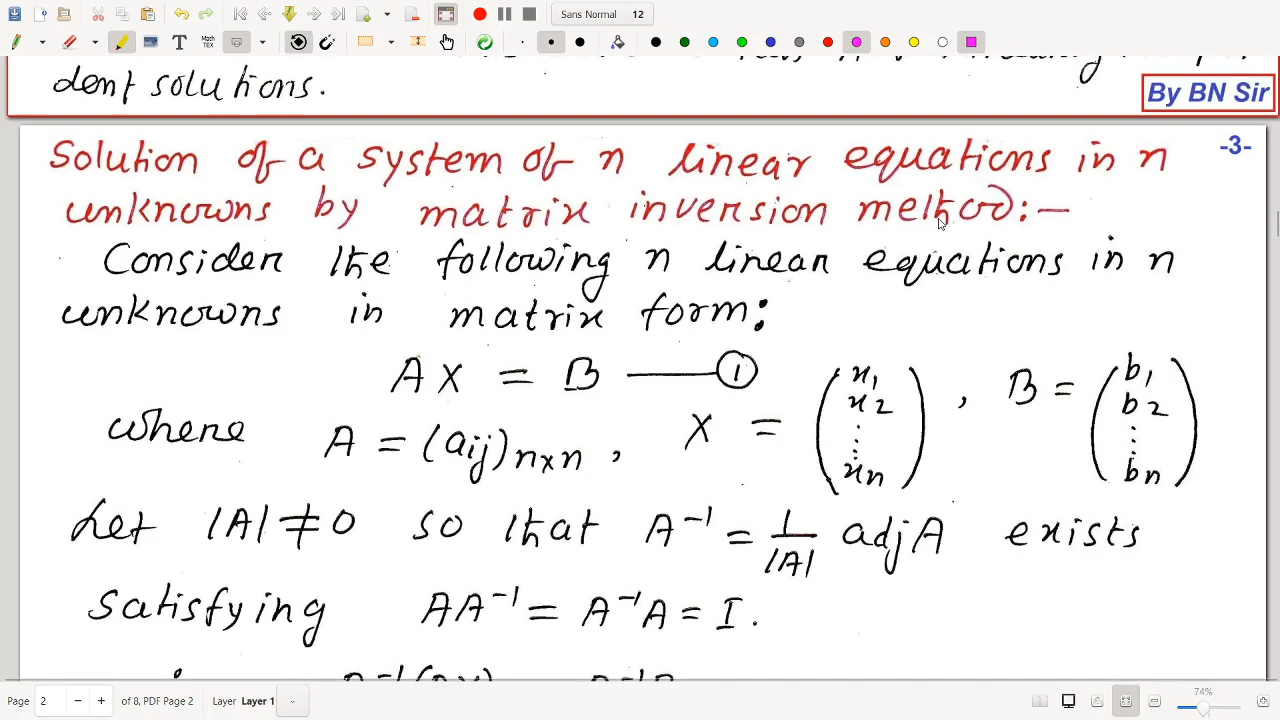 Sans Normal 12
dent solutions.
By BN Sir
-3-
Solution of a system of n linear equations in n
unknowns by matrix inversion method:—
Consider the following n linear equations in n
unknowns in matrix form:
AX = B —— ①
where A = (aij)n×n, X = (x1 x2 ⋮ xn), B = (b1 b2 ⋮ bn)
Let |A| ≠ 0 so that A⁻¹ = 1/|A| adjA exists
satisfying AA⁻¹ = A⁻¹A = I.
Page 2 of 8, PDF Page 2 Layer Layer 1 74%